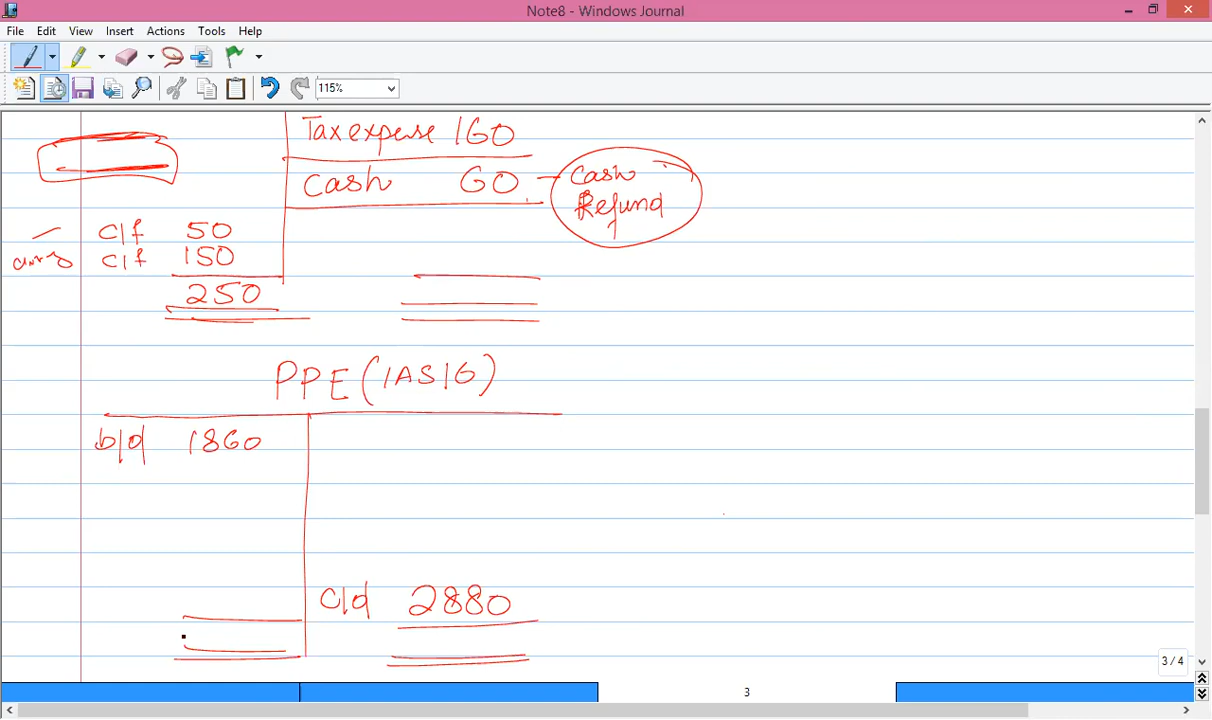 Note8 - Windows Journal
File Edit View Insert Actions Tools Help
115%
Tax expense 160
Cash 60 - Cash
Refund
c/f 50
c/f 150
250
PPE (IAS16)
b/d 1860
c/d 2880
3/4
3